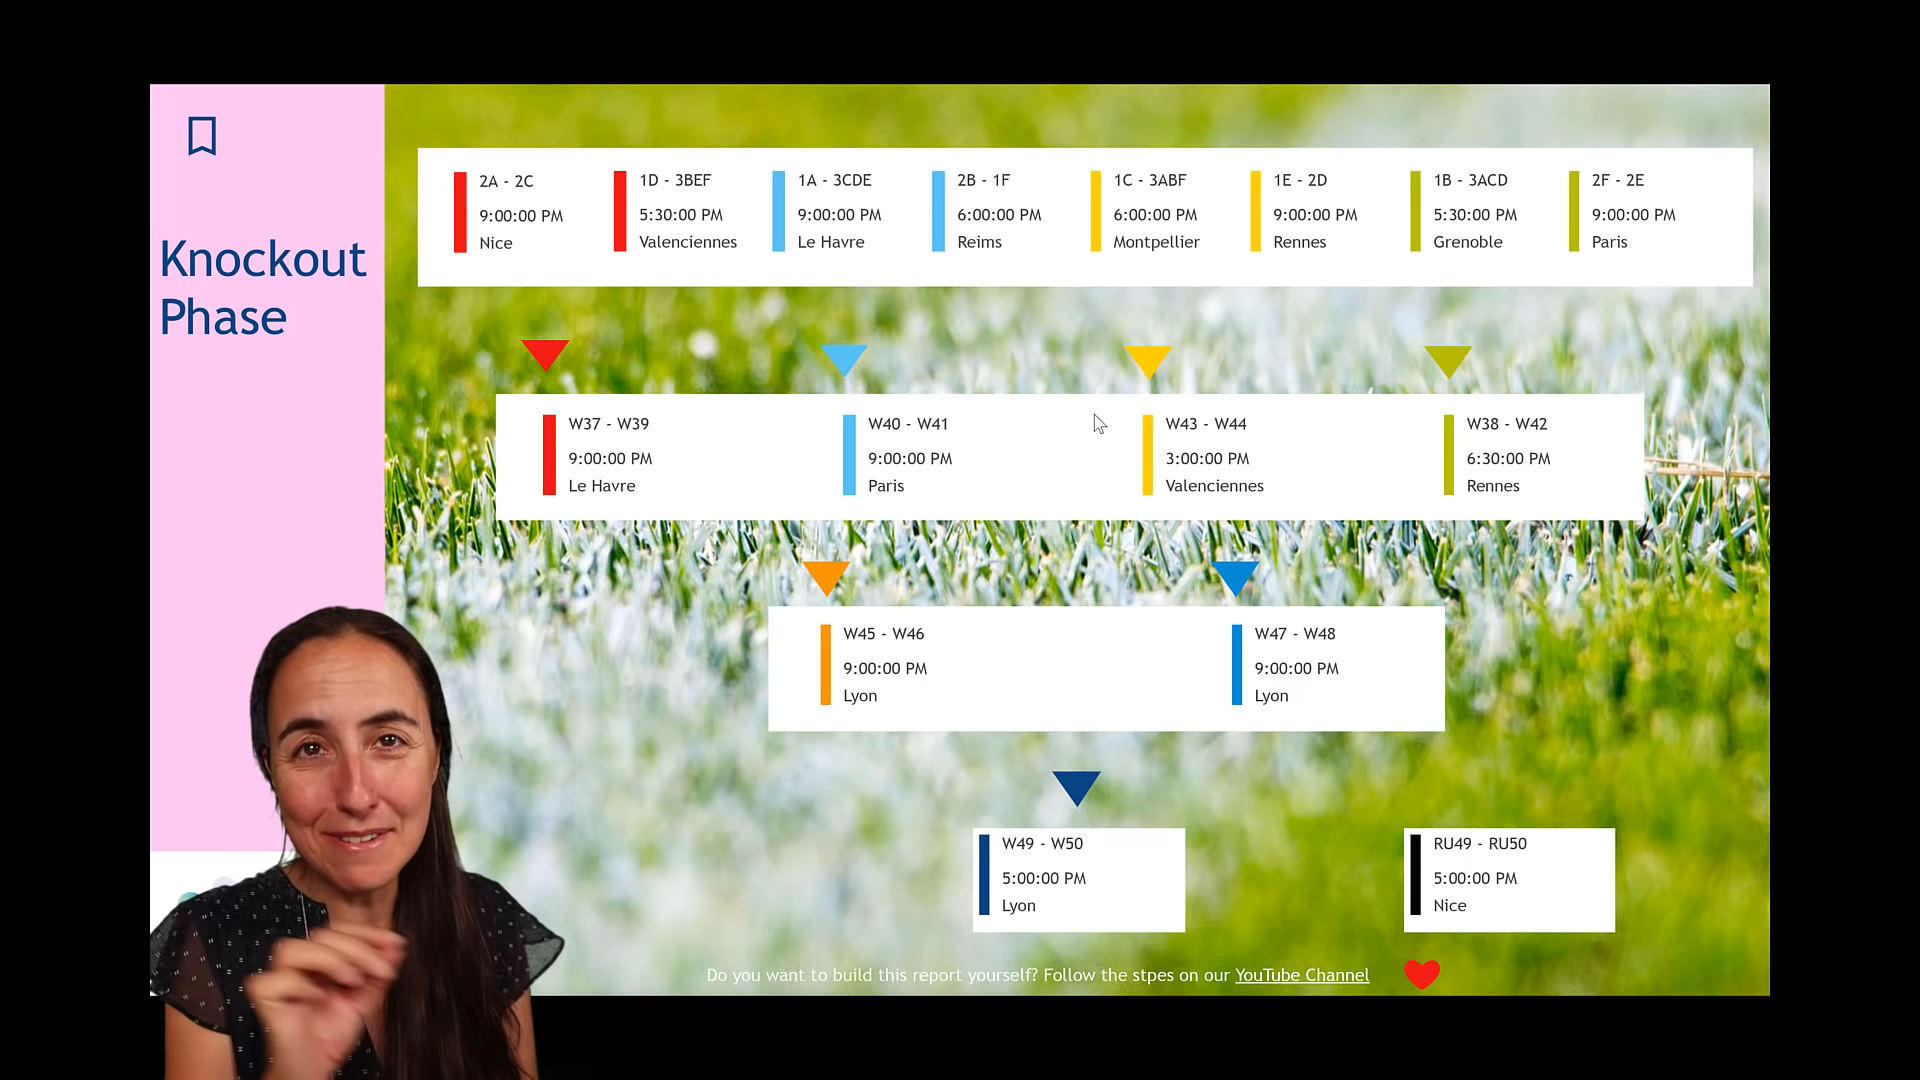 Knockout
Phase
2A - 2C
9:00:00 PM
Nice
1D - 3BEF
5:30:00 PM
Valenciennes
1A - 3CDE
9:00:00 PM
Le Havre
2B - 1F
6:00:00 PM
Reims
1C - 3ABF
6:00:00 PM
Montpellier
1E - 2D
9:00:00 PM
Rennes
1B - 3ACD
5:30:00 PM
Grenoble
2F - 2E
9:00:00 PM
Paris
W37 - W39
9:00:00 PM
Le Havre
W40 - W41
9:00:00 PM
Paris
W43 - W44
3:00:00 PM
Valenciennes
W38 - W42
6:30:00 PM
Rennes
W45 - W46
9:00:00 PM
Lyon
W47 - W48
9:00:00 PM
Lyon
W49 - W50
5:00:00 PM
Lyon
RU49 - RU50
5:00:00 PM
Nice
Do you want to build this report yourself? Follow the stpes on our YouTube Channel